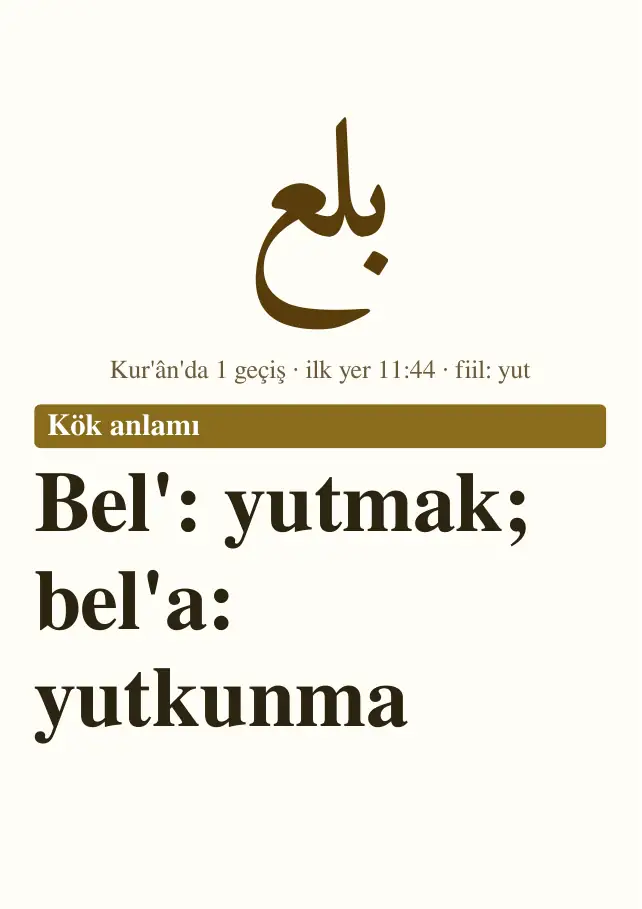 بلع
Kur'ân'da 1 geçiş · ilk yer 11:44 · fiil: yut
Kök anlamı
Bel': yutmak;
bel'a:
yutkunma